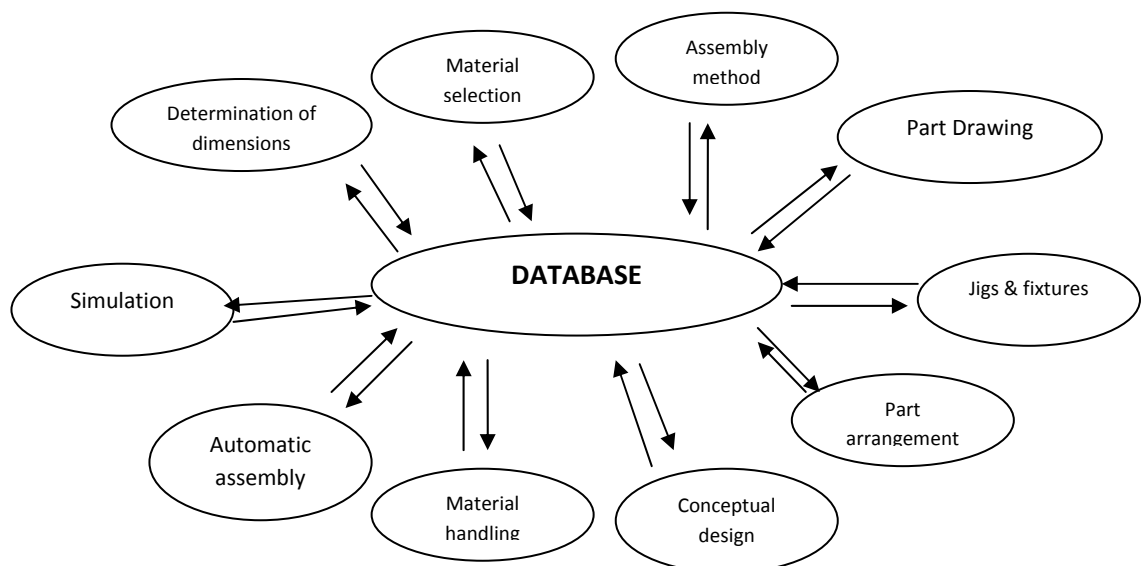 Assembly
method
Material
selection
Determination of
dimensions
Part Drawing
DATABASE
Simulation
Jigs & fixtures
Part
arrangement
Automatic
assembly
Material
handling
Conceptual
design